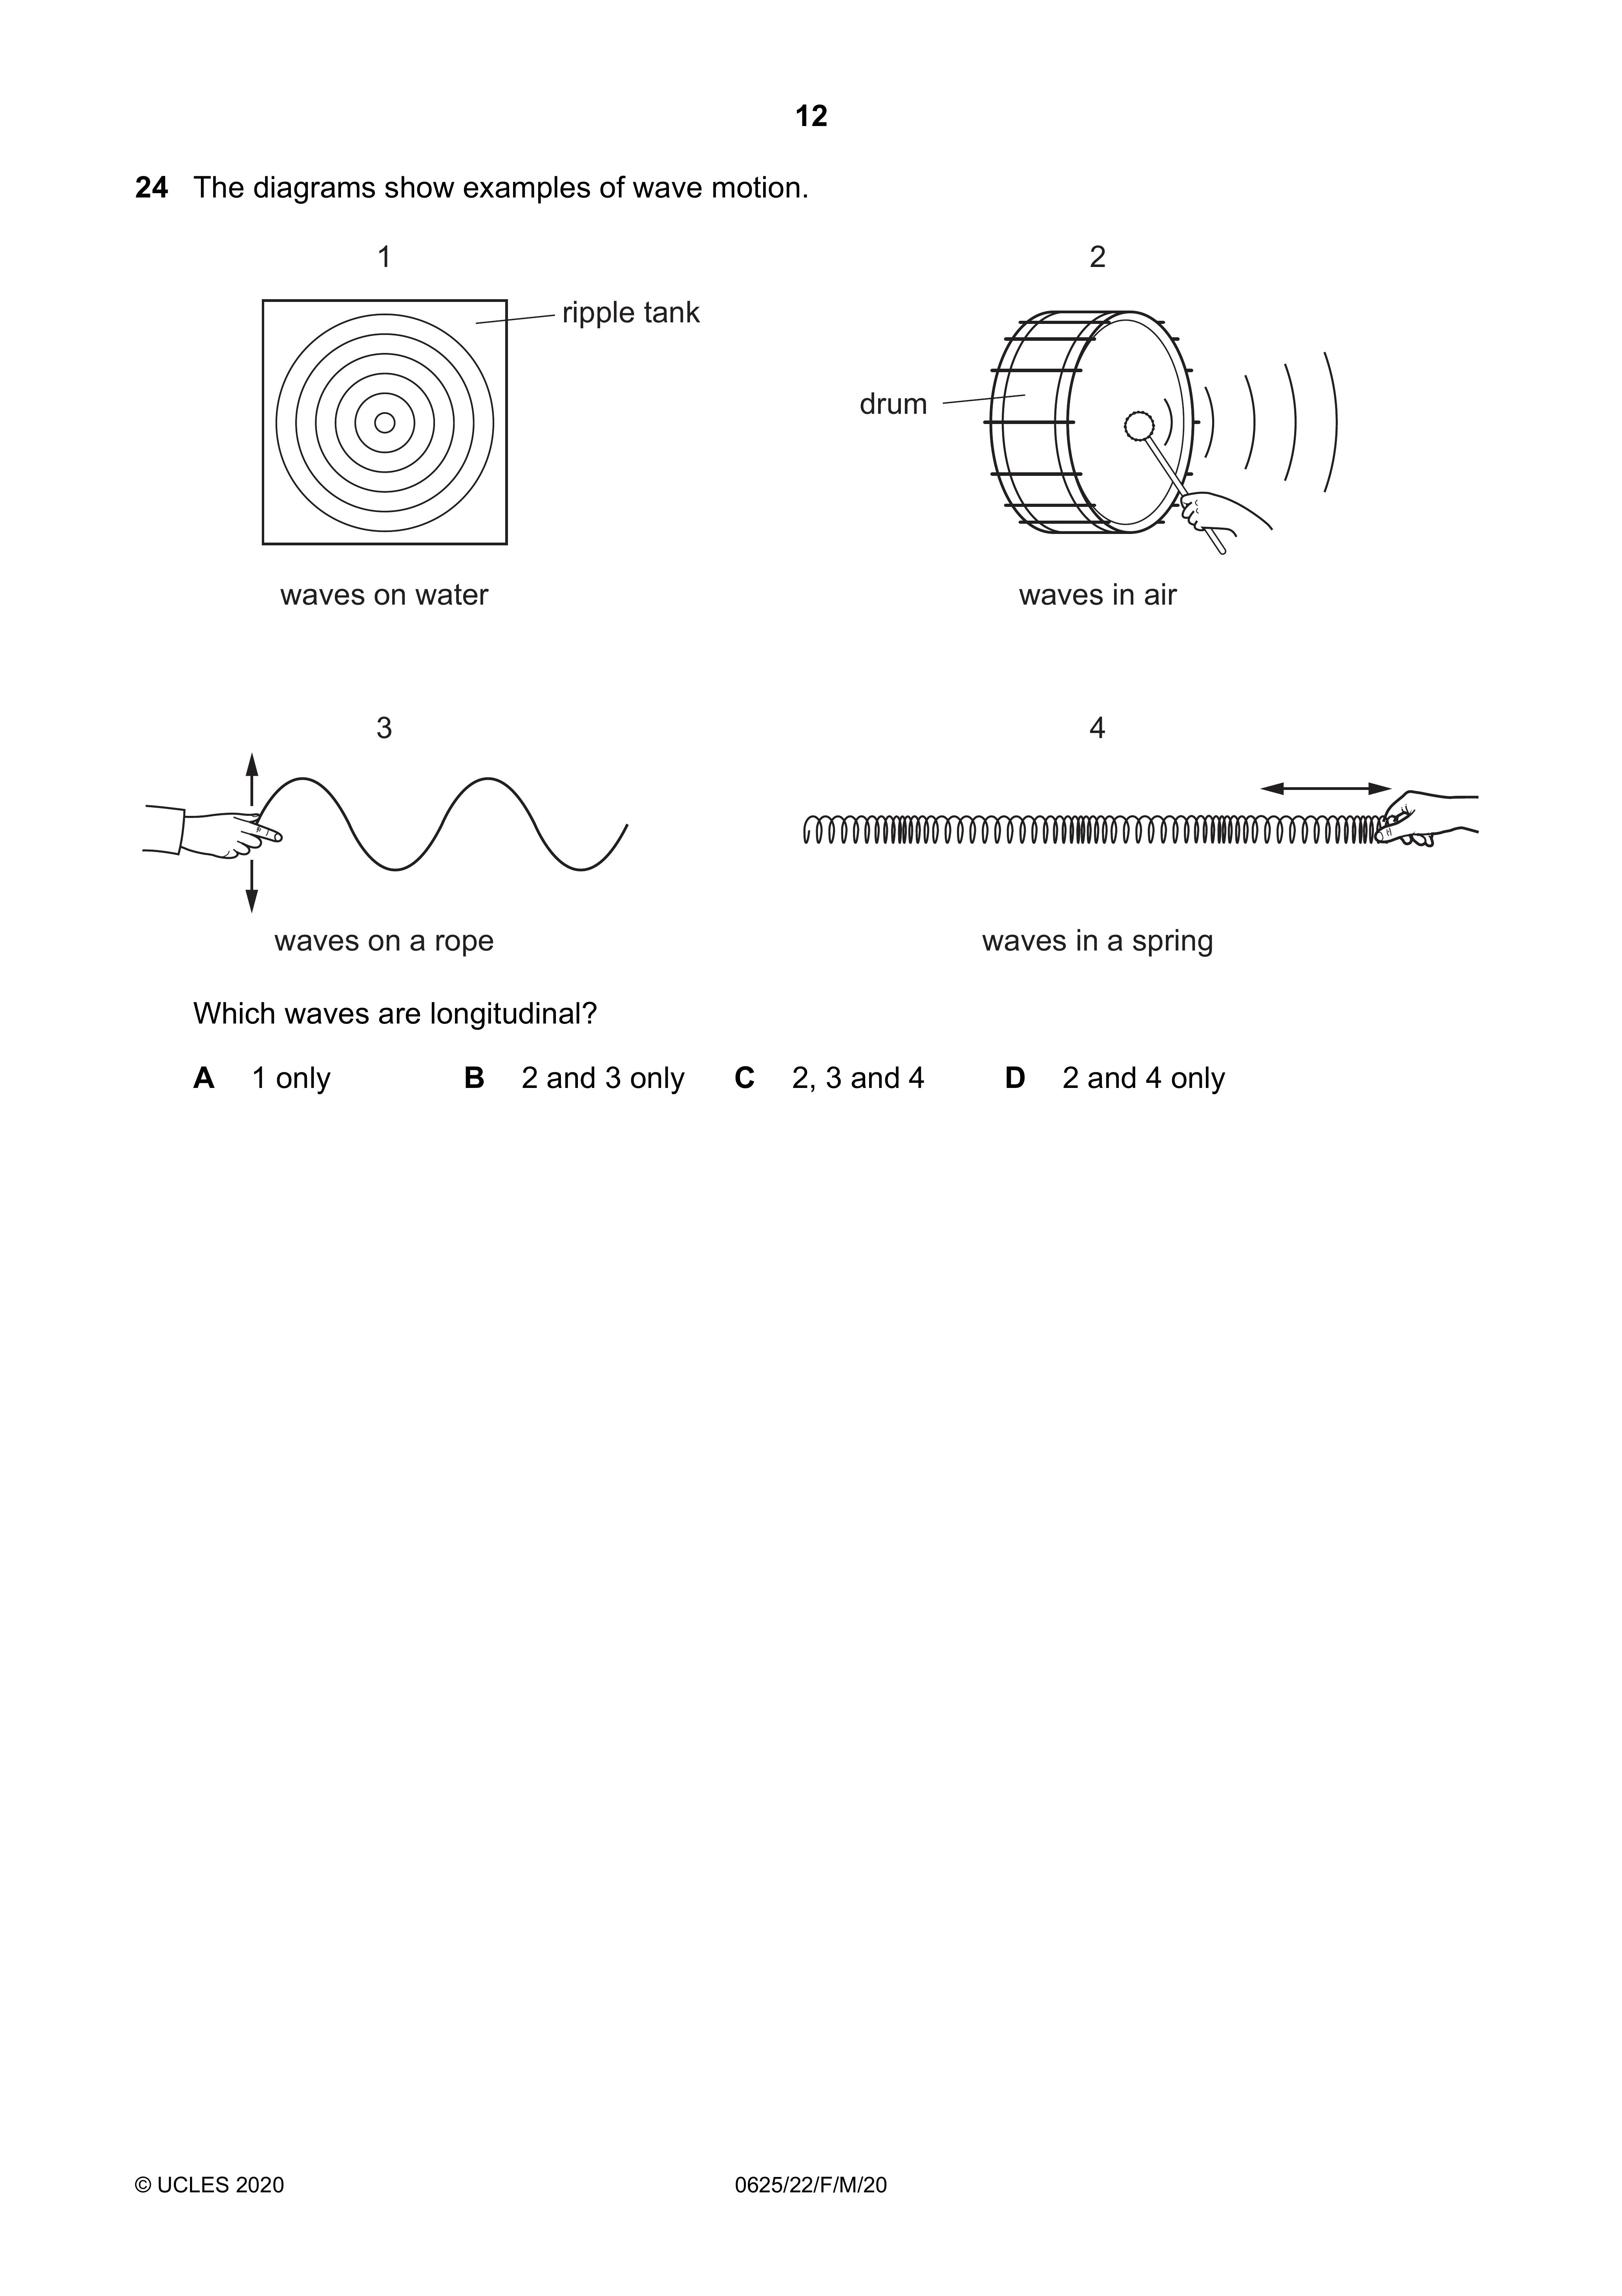 12
24 The diagrams show examples of wave motion.
1
2
ripple tank
drum
waves on water
waves in air
3
4
waves on a rope
waves in a spring
Which waves are longitudinal?
A 1 only B 2 and 3 only C 2, 3 and 4 D 2 and 4 only
© UCLES 2020 0625/22/F/M/20